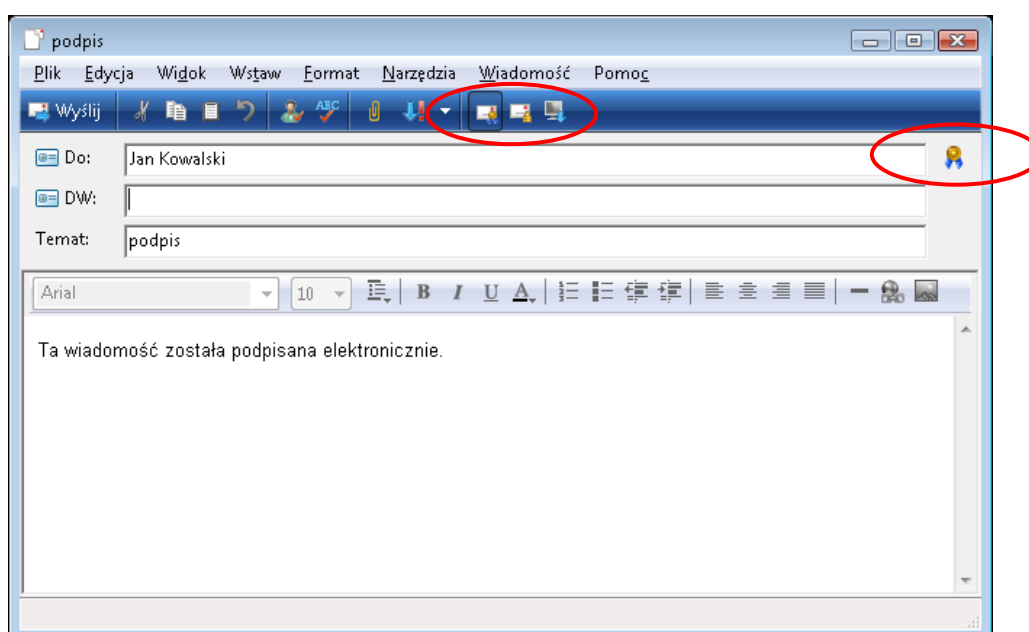 podpis
Plik Edycja Widok Wstaw Format Narzędzia Wiadomość Pomoc
Wyślij ABC
Do: Jan Kowalski
DW:
Temat: podpis
Arial 10 B I U A
Ta wiadomość została podpisana elektronicznie.